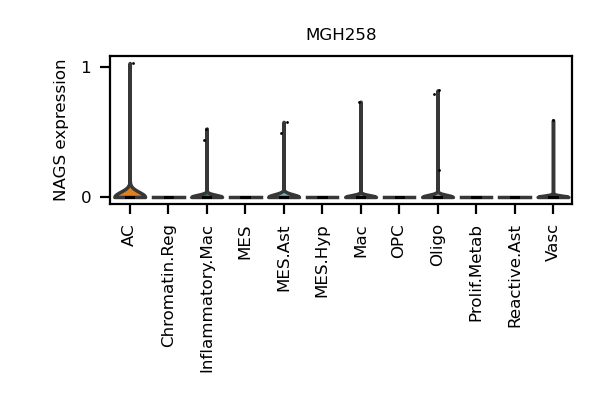 MGH258
NAGS expression
1
0
AC
Chromatin.Reg
Inflammatory.Mac
MES
MES.Ast
MES.Hyp
Mac
OPC
Oligo
Prolif.Metab
Reactive.Ast
Vasc